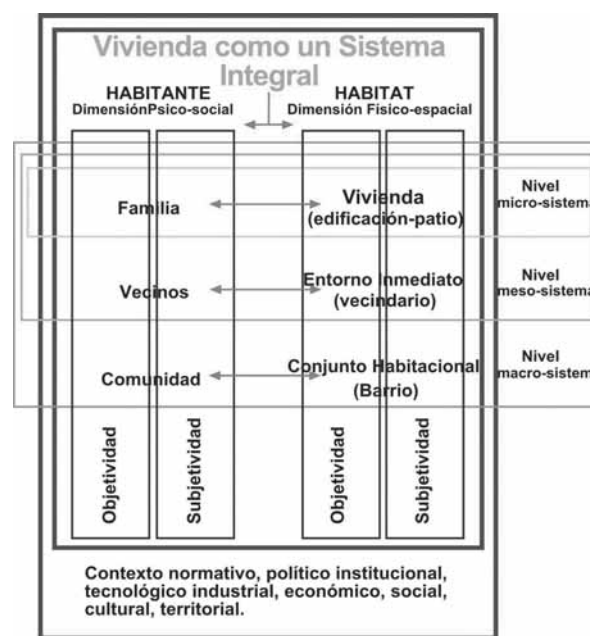 Vivienda como un Sistema
Integral
HABITANTE
DimensiónPsico-social
HABITAT
Dimensión Físico-espacial
Familia
Vivienda
(edificación-patio)
Nivel
micro-sistema
Vecinos
Entorno Inmediato
(vecindario)
Nivel
meso-sistema
Comunidad
Conjunto Habitacional
(Barrio)
Nivel
macro-sistem
Objetividad
Subjetividad
Objetividad
Subjetividad
Contexto normativo, político institucional,
tecnológico industrial, económico, social,
cultural, territorial.